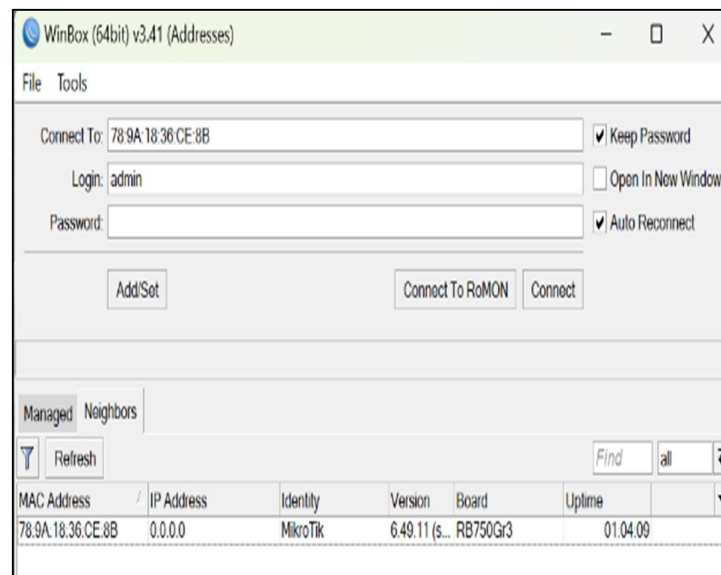 WinBox (64bit) v3.41 (Addresses)
File Tools
Connect To: 78:9A:18:36:CE:8B Keep Password
Login: admin Open In New Window
Password: Auto Reconnect
Add/Set Connect To RoMON Connect
Managed Neighbors
Refresh Find all
MAC Address IP Address Identity Version Board Uptime
78:9A:18:36:CE:8B 0.0.0.0 MikroTik 6.49.11 (s... RB750Gr3 01:04:09